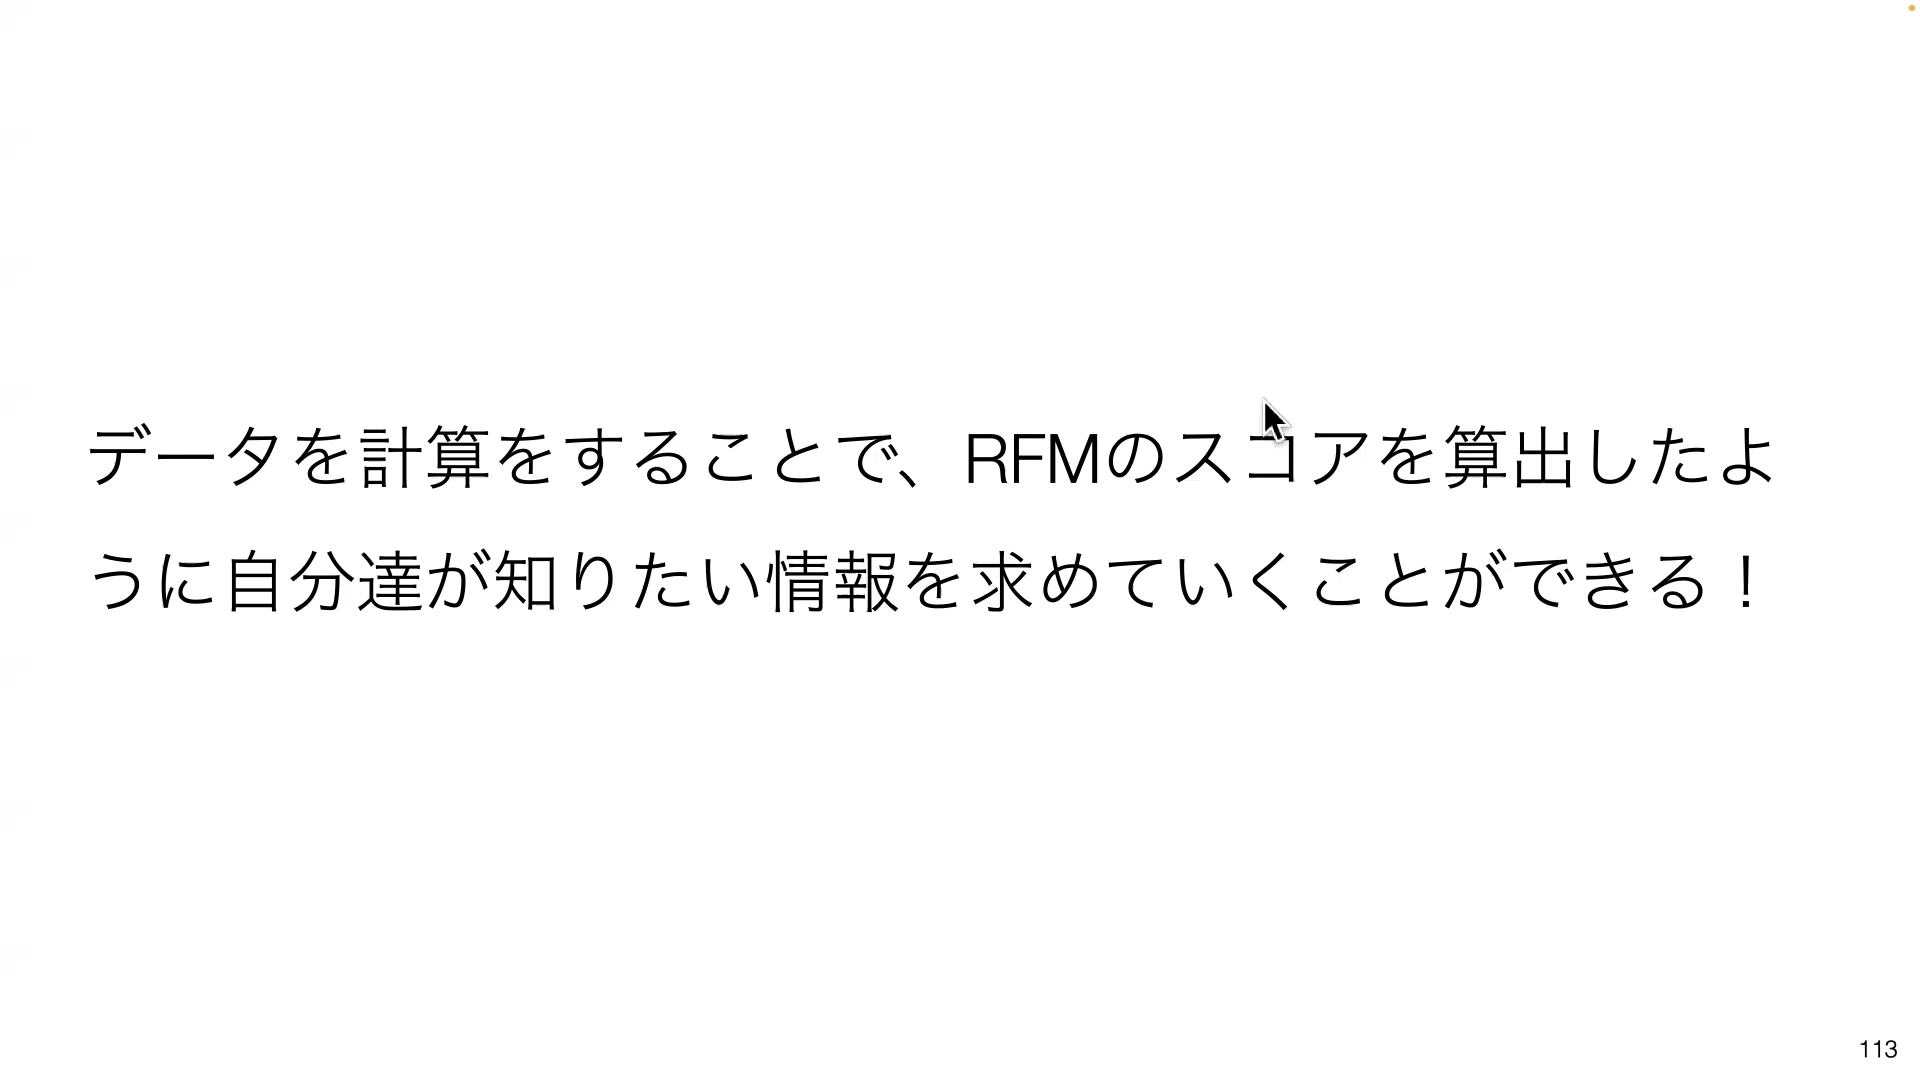 データを計算をすることで、RFMのスコアを算出したよ
うに自分達が知りたい情報を求めていくことができる！
113